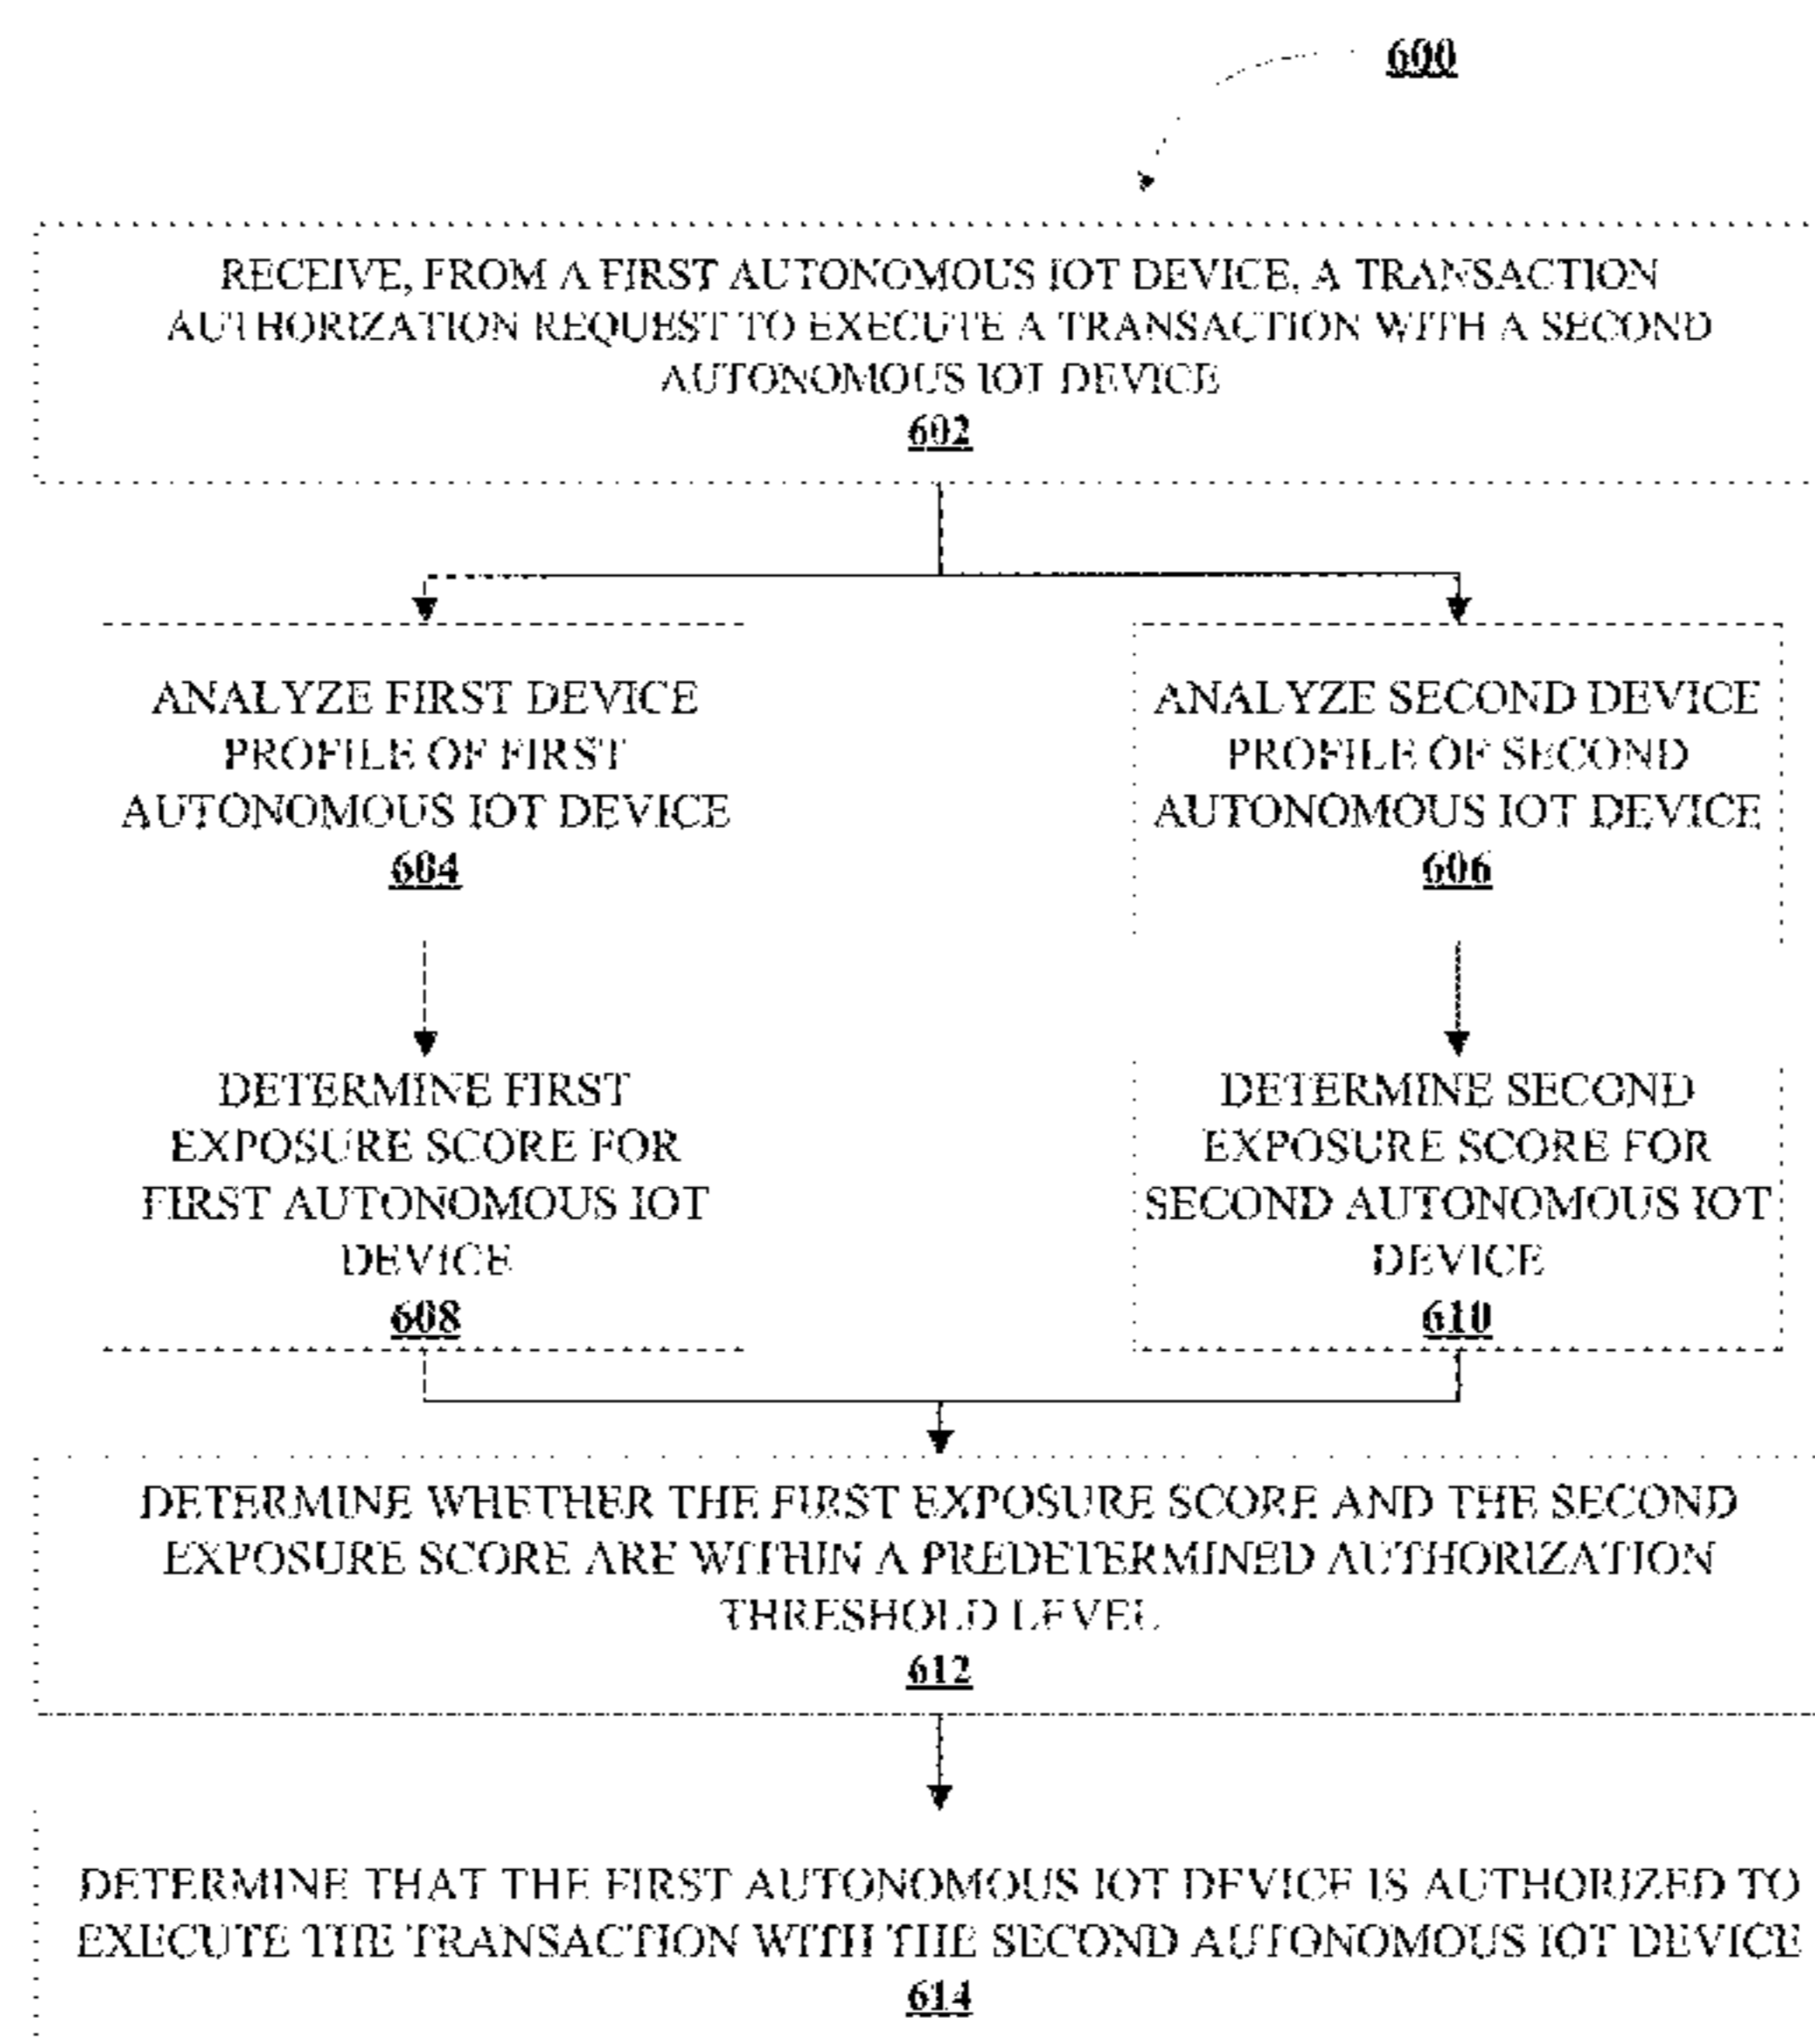 600
RECEIVE, FROM A FIRST AUTONOMOUS IOT DEVICE, A TRANSACTION
AUTHORIZATION REQUEST TO EXECUTE A TRANSACTION WITH A SECOND
AUTONOMOUS IOT DEVICE
602
ANALYZE FIRST DEVICE
PROFILE OF FIRST
AUTONOMOUS IOT DEVICE
604
ANALYZE SECOND DEVICE
PROFILE OF SECOND
AUTONOMOUS IOT DEVICE
606
DETERMINE FIRST
EXPOSURE SCORE FOR
FIRST AUTONOMOUS IOT
DEVICE
608
DETERMINE SECOND
EXPOSURE SCORE FOR
SECOND AUTONOMOUS IOT
DEVICE
610
DETERMINE WHETHER THE FIRST EXPOSURE SCORE AND THE SECOND
EXPOSURE SCORE ARE WITHIN A PREDETERMINED AUTHORIZATION
THRESHOLD LEVEL
612
DETERMINE THAT THE FIRST AUTONOMOUS IOT DEVICE IS AUTHORIZED TO
EXECUTE THE TRANSACTION WITH THE SECOND AUTONOMOUS IOT DEVICE
614